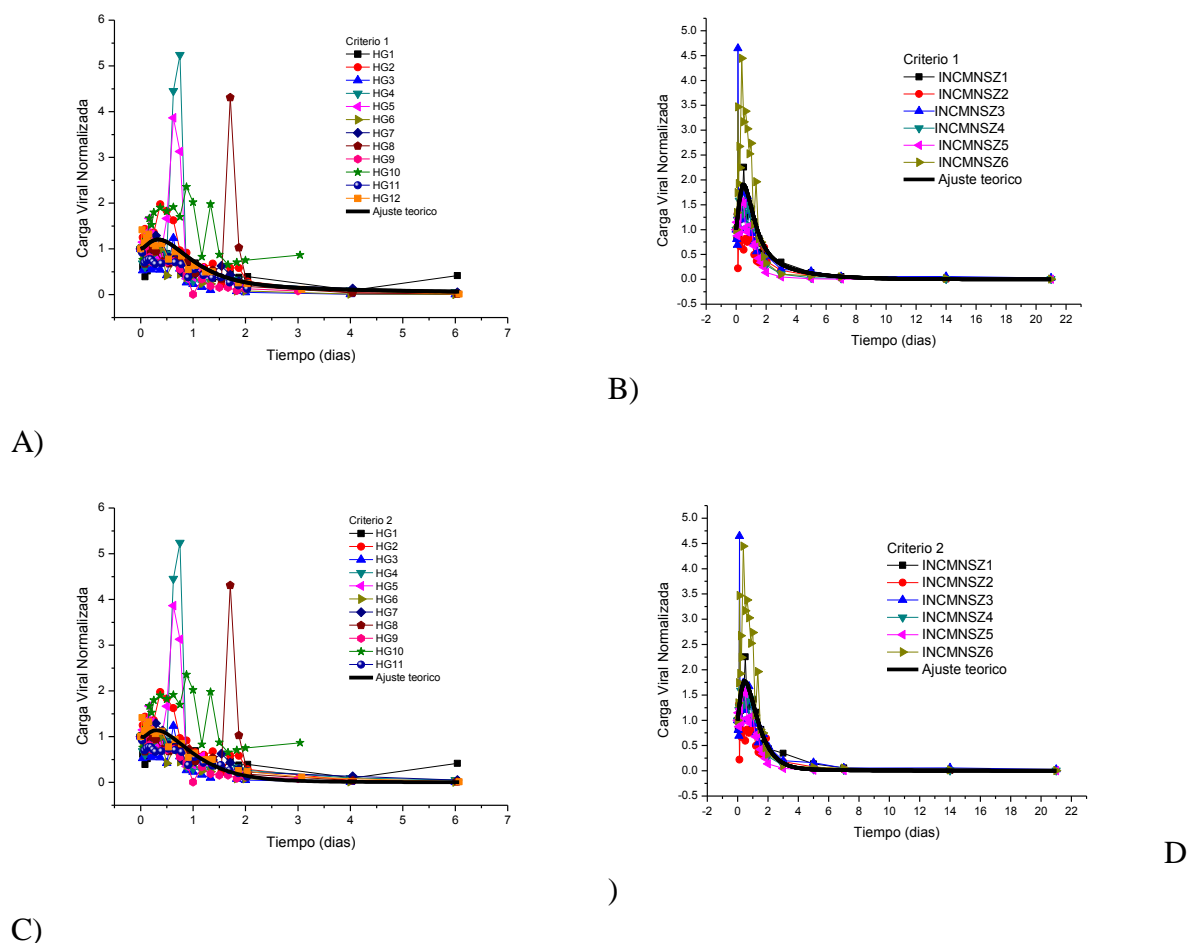 6
5
4
3
2
1
0
Carga Viral Normalizada
0 1 2 3 4 5 6 7
Tiempo (dias)
Criterio 1
HG1
HG2
HG3
HG4
HG5
HG6
HG7
HG8
HG9
HG10
HG11
HG12
Ajuste teorico
5.0
4.5
4.0
3.5
3.0
2.5
2.0
1.5
1.0
0.5
0.0
-0.5
Carga Viral Normalizada
-2 0 2 4 6 8 10 12 14 16 18 20 22
Tiempo (dias)
Criterio 1
INCMNSZ1
INCMNSZ2
INCMNSZ3
INCMNSZ4
INCMNSZ5
INCMNSZ6
Ajuste teorico
B)
A)
6
5
4
3
2
1
0
Carga Viral Normalizada
0 1 2 3 4 5 6 7
Tiempo (dias)
Criterio 2
HG1
HG2
HG3
HG4
HG5
HG6
HG7
HG8
HG9
HG10
HG11
Ajuste teorico
5.0
4.5
4.0
3.5
3.0
2.5
2.0
1.5
1.0
0.5
0.0
-0.5
Carga Viral Normalizada
-2 0 2 4 6 8 10 12 14 16 18 20 22
Tiempo (dias)
Criterio 2
INCMNSZ1
INCMNSZ2
INCMNSZ3
INCMNSZ4
INCMNSZ5
INCMNSZ6
Ajuste teorico
D
)
C)